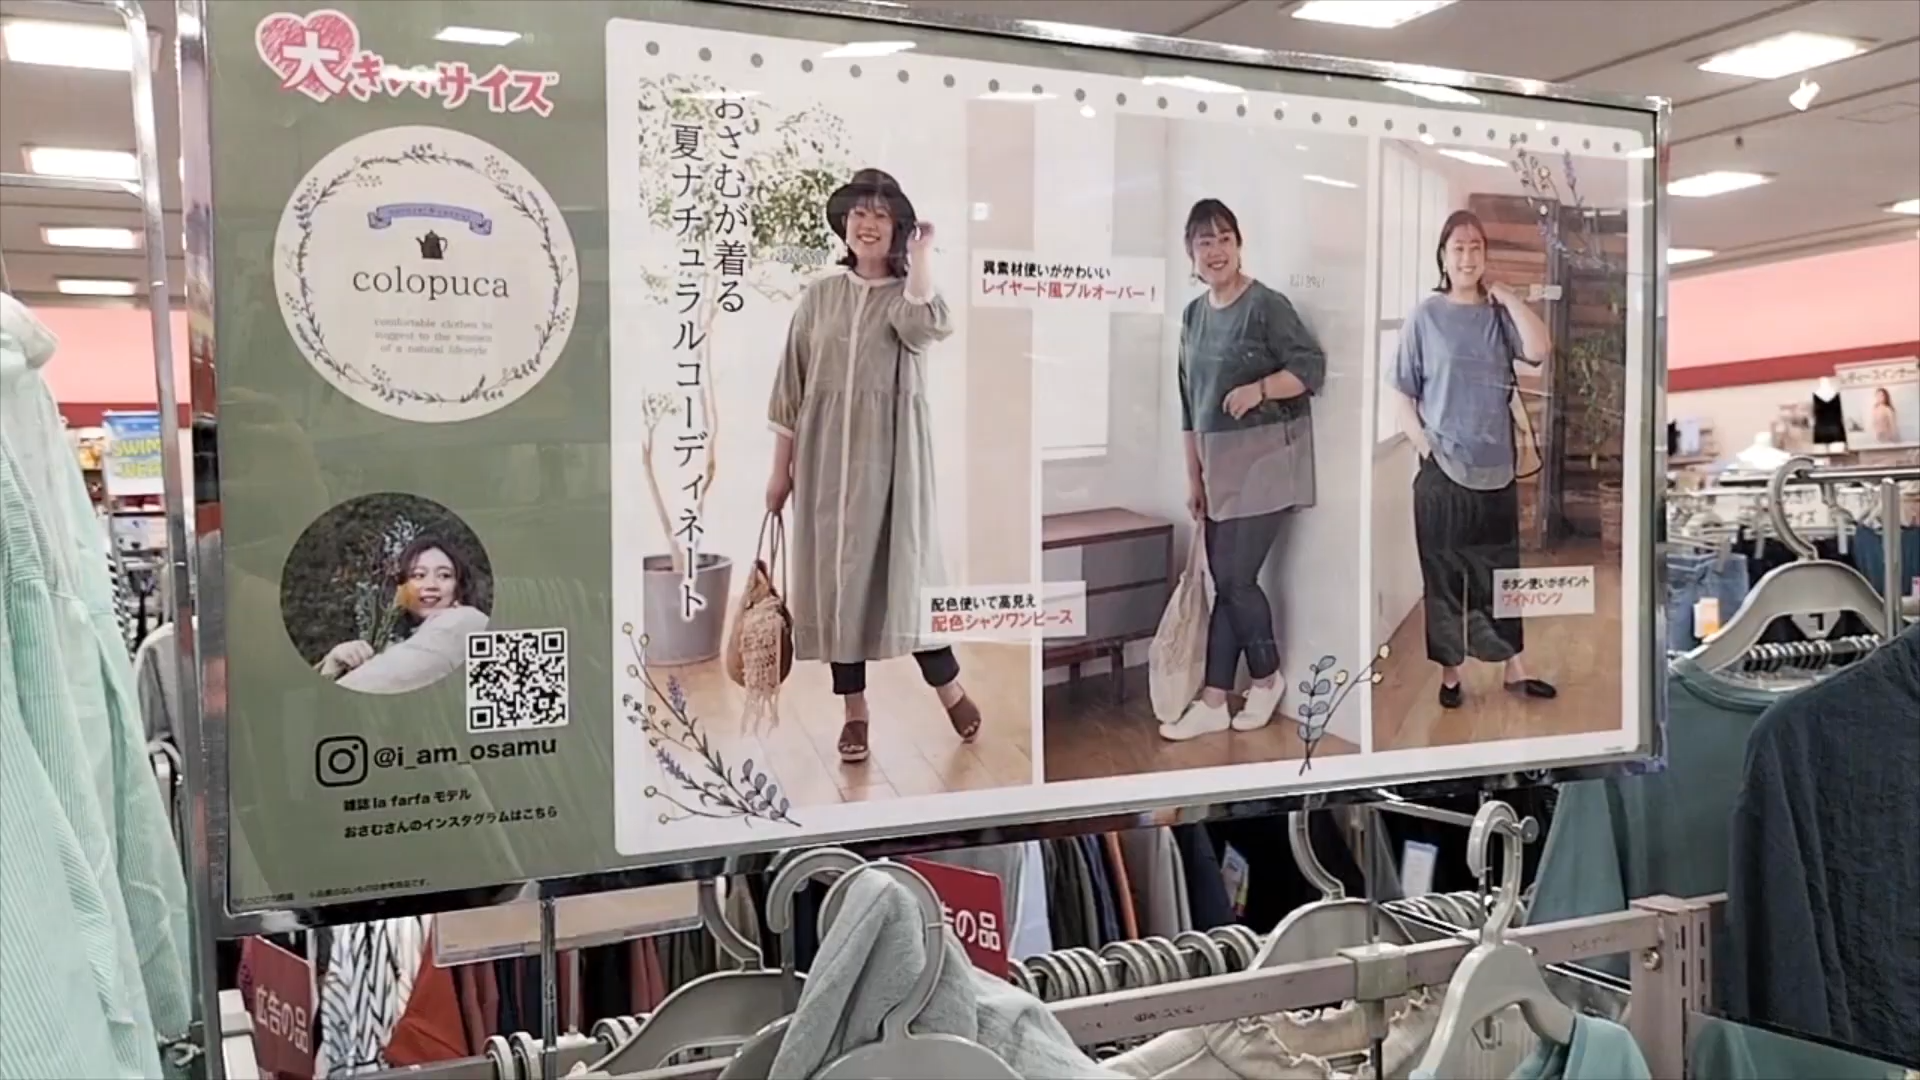 大きいサイズ
colopuca
comfortable clothes to
suggest to the women
of a natural lifestyle
@i_am_osamu
雑誌 la farfa モデル
おさむさんのインスタグラムはこちら
おさむが着る
夏ナチュラルコーディネート
配色使いで高見え
配色シャツワンピース
異素材使いがかわいい
レイヤード風プルオーバー！
ボタン使いがポイント
ワイドパンツ
SWIM
WEAR
広告の品
告の品